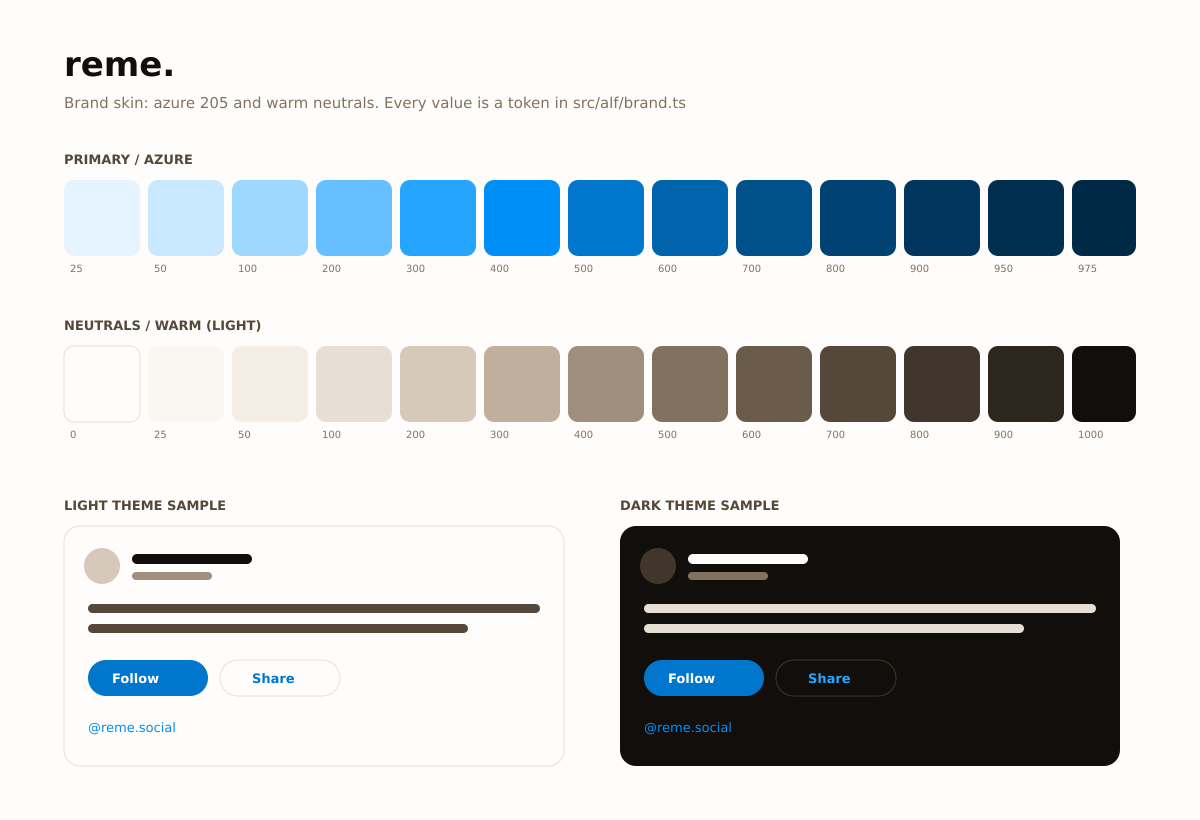 reme.
Brand skin: azure 205 and warm neutrals. Every value is a token in src/alf/brand.ts
PRIMARY / AZURE
25 50 100 200 300 400 500 600 700 800 900 950 975
NEUTRALS / WARM (LIGHT)
0 25 50 100 200 300 400 500 600 700 800 900 1000
LIGHT THEME SAMPLE
Follow Share
@reme.social
DARK THEME SAMPLE
Follow Share
@reme.social